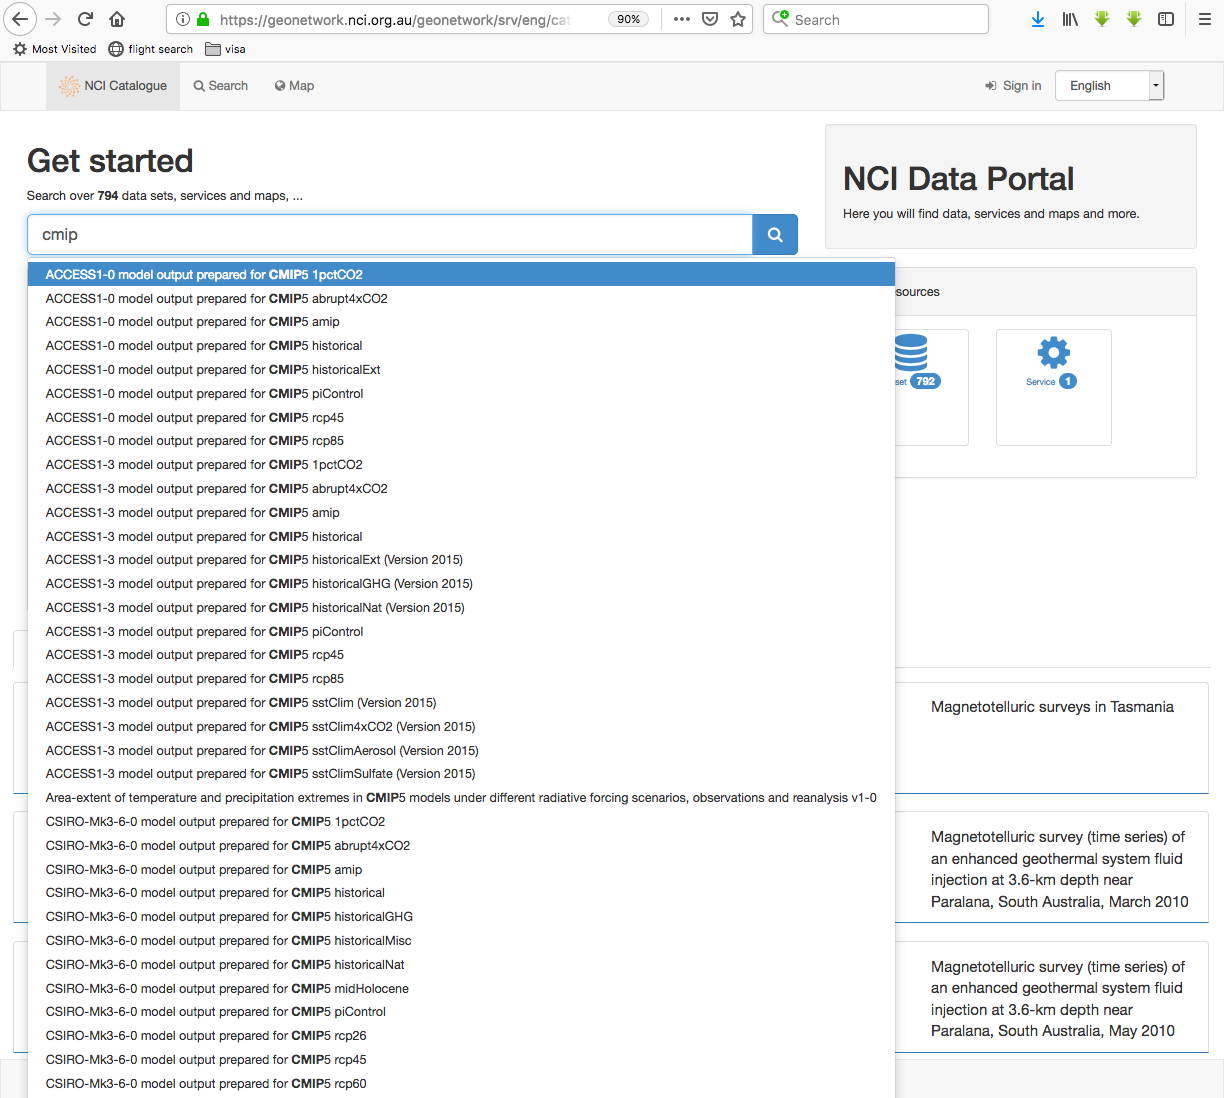 https://geonetwork.nci.org.au/geonetwork/srv/eng/cat
90%
Search
Most Visited
flight search
visa
NCI Catalogue
Search
Map
Sign in
English
Get started
Search over 794 data sets, services and maps, ...
cmip
NCI Data Portal
Here you will find data, services and maps and more.
sources
set 792
Service 1
ACCESS1-0 model output prepared for CMIP5 1pctCO2
ACCESS1-0 model output prepared for CMIP5 abrupt4xCO2
ACCESS1-0 model output prepared for CMIP5 amip
ACCESS1-0 model output prepared for CMIP5 historical
ACCESS1-0 model output prepared for CMIP5 historicalExt
ACCESS1-0 model output prepared for CMIP5 piControl
ACCESS1-0 model output prepared for CMIP5 rcp45
ACCESS1-0 model output prepared for CMIP5 rcp85
ACCESS1-3 model output prepared for CMIP5 1pctCO2
ACCESS1-3 model output prepared for CMIP5 abrupt4xCO2
ACCESS1-3 model output prepared for CMIP5 amip
ACCESS1-3 model output prepared for CMIP5 historical
ACCESS1-3 model output prepared for CMIP5 historicalExt (Version 2015)
ACCESS1-3 model output prepared for CMIP5 historicalGHG (Version 2015)
ACCESS1-3 model output prepared for CMIP5 historicalNat (Version 2015)
ACCESS1-3 model output prepared for CMIP5 piControl
ACCESS1-3 model output prepared for CMIP5 rcp45
ACCESS1-3 model output prepared for CMIP5 rcp85
ACCESS1-3 model output prepared for CMIP5 sstClim (Version 2015)
ACCESS1-3 model output prepared for CMIP5 sstClim4xCO2 (Version 2015)
ACCESS1-3 model output prepared for CMIP5 sstClimAerosol (Version 2015)
ACCESS1-3 model output prepared for CMIP5 sstClimSulfate (Version 2015)
Area-extent of temperature and precipitation extremes in CMIP5 models under different radiative forcing scenarios, observations and reanalysis v1-0
CSIRO-Mk3-6-0 model output prepared for CMIP5 1pctCO2
CSIRO-Mk3-6-0 model output prepared for CMIP5 abrupt4xCO2
CSIRO-Mk3-6-0 model output prepared for CMIP5 amip
CSIRO-Mk3-6-0 model output prepared for CMIP5 historical
CSIRO-Mk3-6-0 model output prepared for CMIP5 historicalGHG
CSIRO-Mk3-6-0 model output prepared for CMIP5 historicalMisc
CSIRO-Mk3-6-0 model output prepared for CMIP5 historicalNat
CSIRO-Mk3-6-0 model output prepared for CMIP5 midHolocene
CSIRO-Mk3-6-0 model output prepared for CMIP5 piControl
CSIRO-Mk3-6-0 model output prepared for CMIP5 rcp26
CSIRO-Mk3-6-0 model output prepared for CMIP5 rcp45
CSIRO-Mk3-6-0 model output prepared for CMIP5 rcp60
Magnetotelluric surveys in Tasmania
Magnetotelluric survey (time series) of
an enhanced geothermal system fluid
injection at 3.6-km depth near
Paralana, South Australia, March 2010
Magnetotelluric survey (time series) of
an enhanced geothermal system fluid
injection at 3.6-km depth near
Paralana, South Australia, May 2010